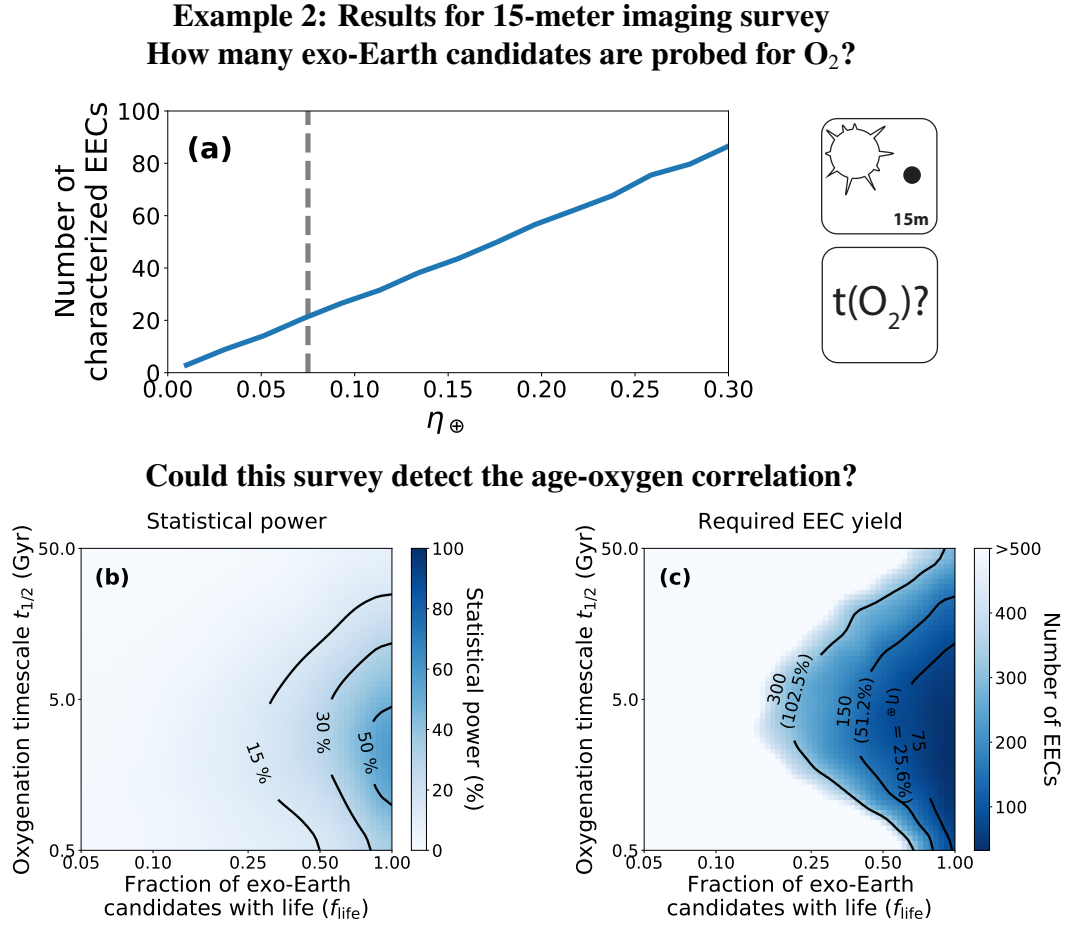 Example 2: Results for 15-meter imaging survey
How many exo-Earth candidates are probed for O₂?
(a)
Number of
characterized EECs
100
80
60
40
20
0
0.00 0.05 0.10 0.15 0.20 0.25 0.30
η⊕
15m
t(O₂)?
Could this survey detect the age-oxygen correlation?
Statistical power
(b)
Oxygenation timescale t₁/₂ (Gyr)
50.0
5.0
0.5
0.05 0.10 0.25 0.50 1.00
Fraction of exo-Earth
candidates with life (f_life)
15 %
30 %
50 %
100
80
60
40
20
0
Statistical power (%)
Required EEC yield
(c)
Oxygenation timescale t₁/₂ (Gyr)
50.0
5.0
0.5
0.05 0.10 0.25 0.50 1.00
Fraction of exo-Earth
candidates with life (f_life)
300
(102.5%)
150
(51.2%)
75
(η⊕ = 25.6%)
>500
400
300
200
100
Number of EECs